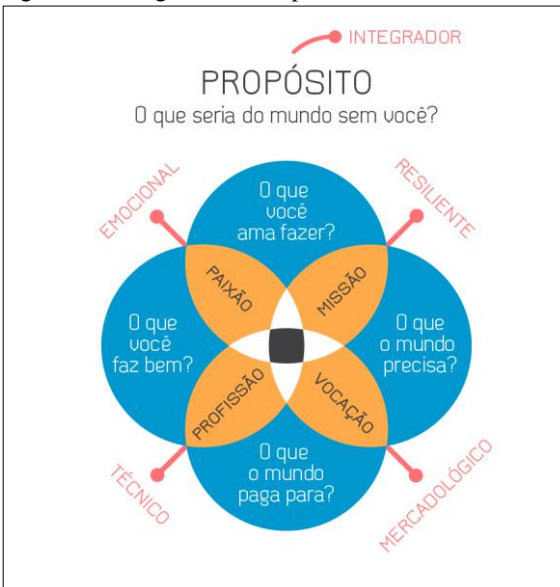 INTEGRADOR
PROPÓSITO
O que seria do mundo sem você?
EMOCIONAL
RESILIENTE
O que
você
ama fazer?
PAIXÃO
MISSÃO
O que
você
faz bem?
O que
o mundo
precisa?
PROFISSÃO
VOCAÇÃO
O que
o mundo
paga para?
TÉCNICO
MERCADOLÓGICO